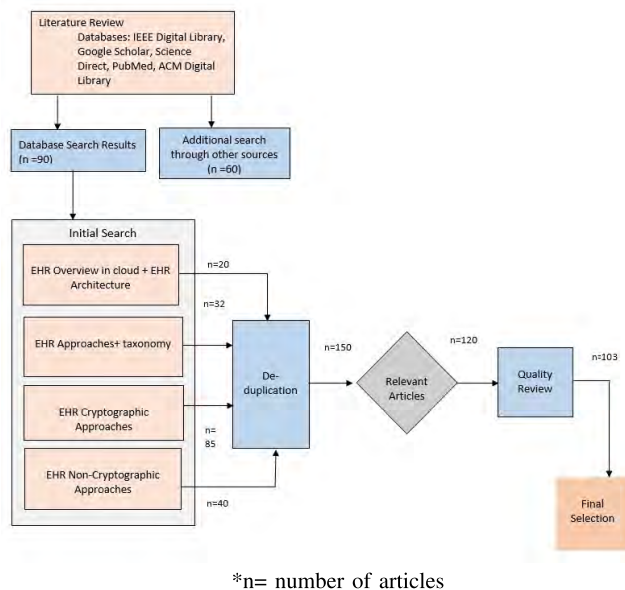 Literature Review
Databases: IEEE Digital Library,
Google Scholar, Science
Direct, PubMed, ACM Digital
Library
Database Search Results
(n =90)
Additional search
through other sources
(n =60)
Initial Search
EHR Overview in cloud + EHR
Architecture
n=20
n=32
EHR Approaches+ taxonomy
EHR Cryptographic
Approaches
n=
85
EHR Non-Cryptographic
Approaches
n=40
De-
duplication
n=150
Relevant
Articles
n=120
Quality
Review
n=103
Final
Selection
*n= number of articles